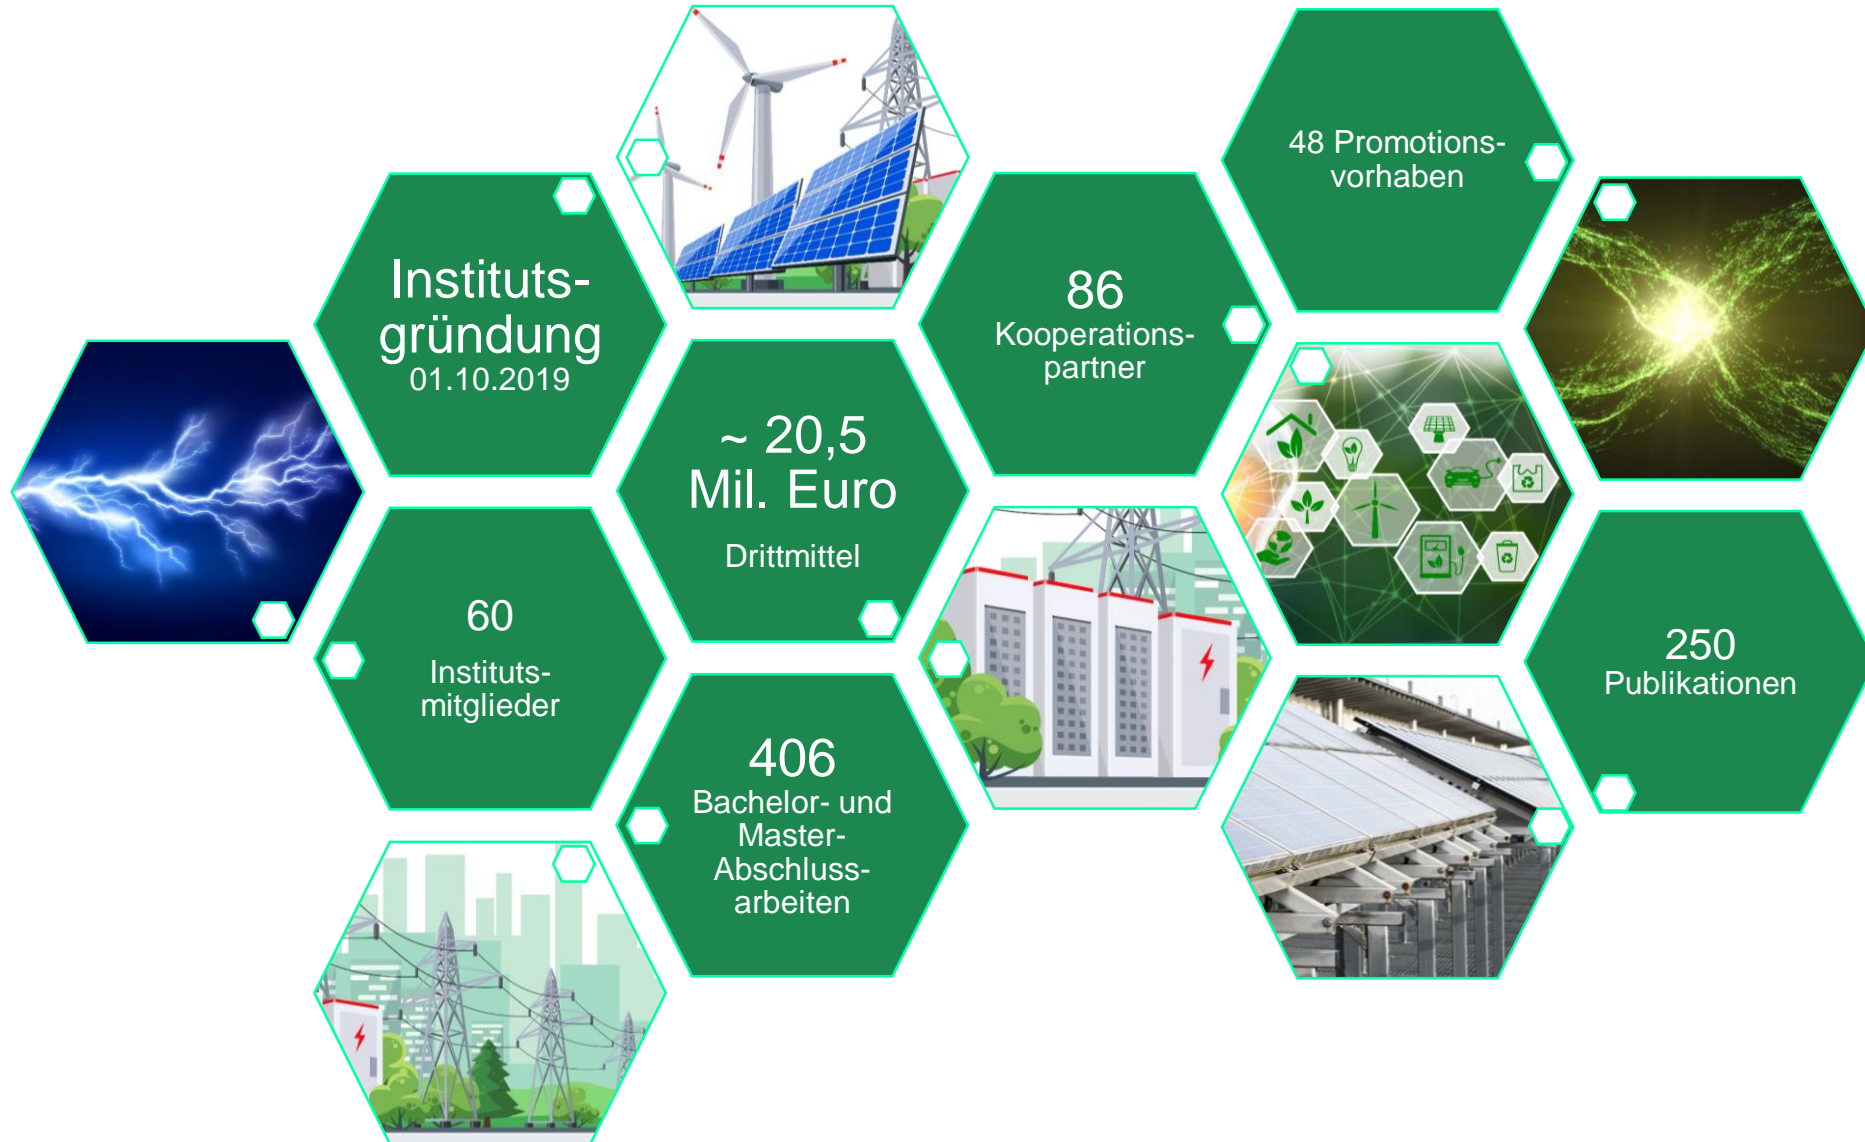 Instituts-
gründung
01.10.2019
60
Instituts-
mitglieder
~ 20,5
Mil. Euro
Drittmittel
406
Bachelor- und
Master-
Abschluss-
arbeiten
86
Kooperations-
partner
48 Promotions-
vorhaben
250
Publikationen